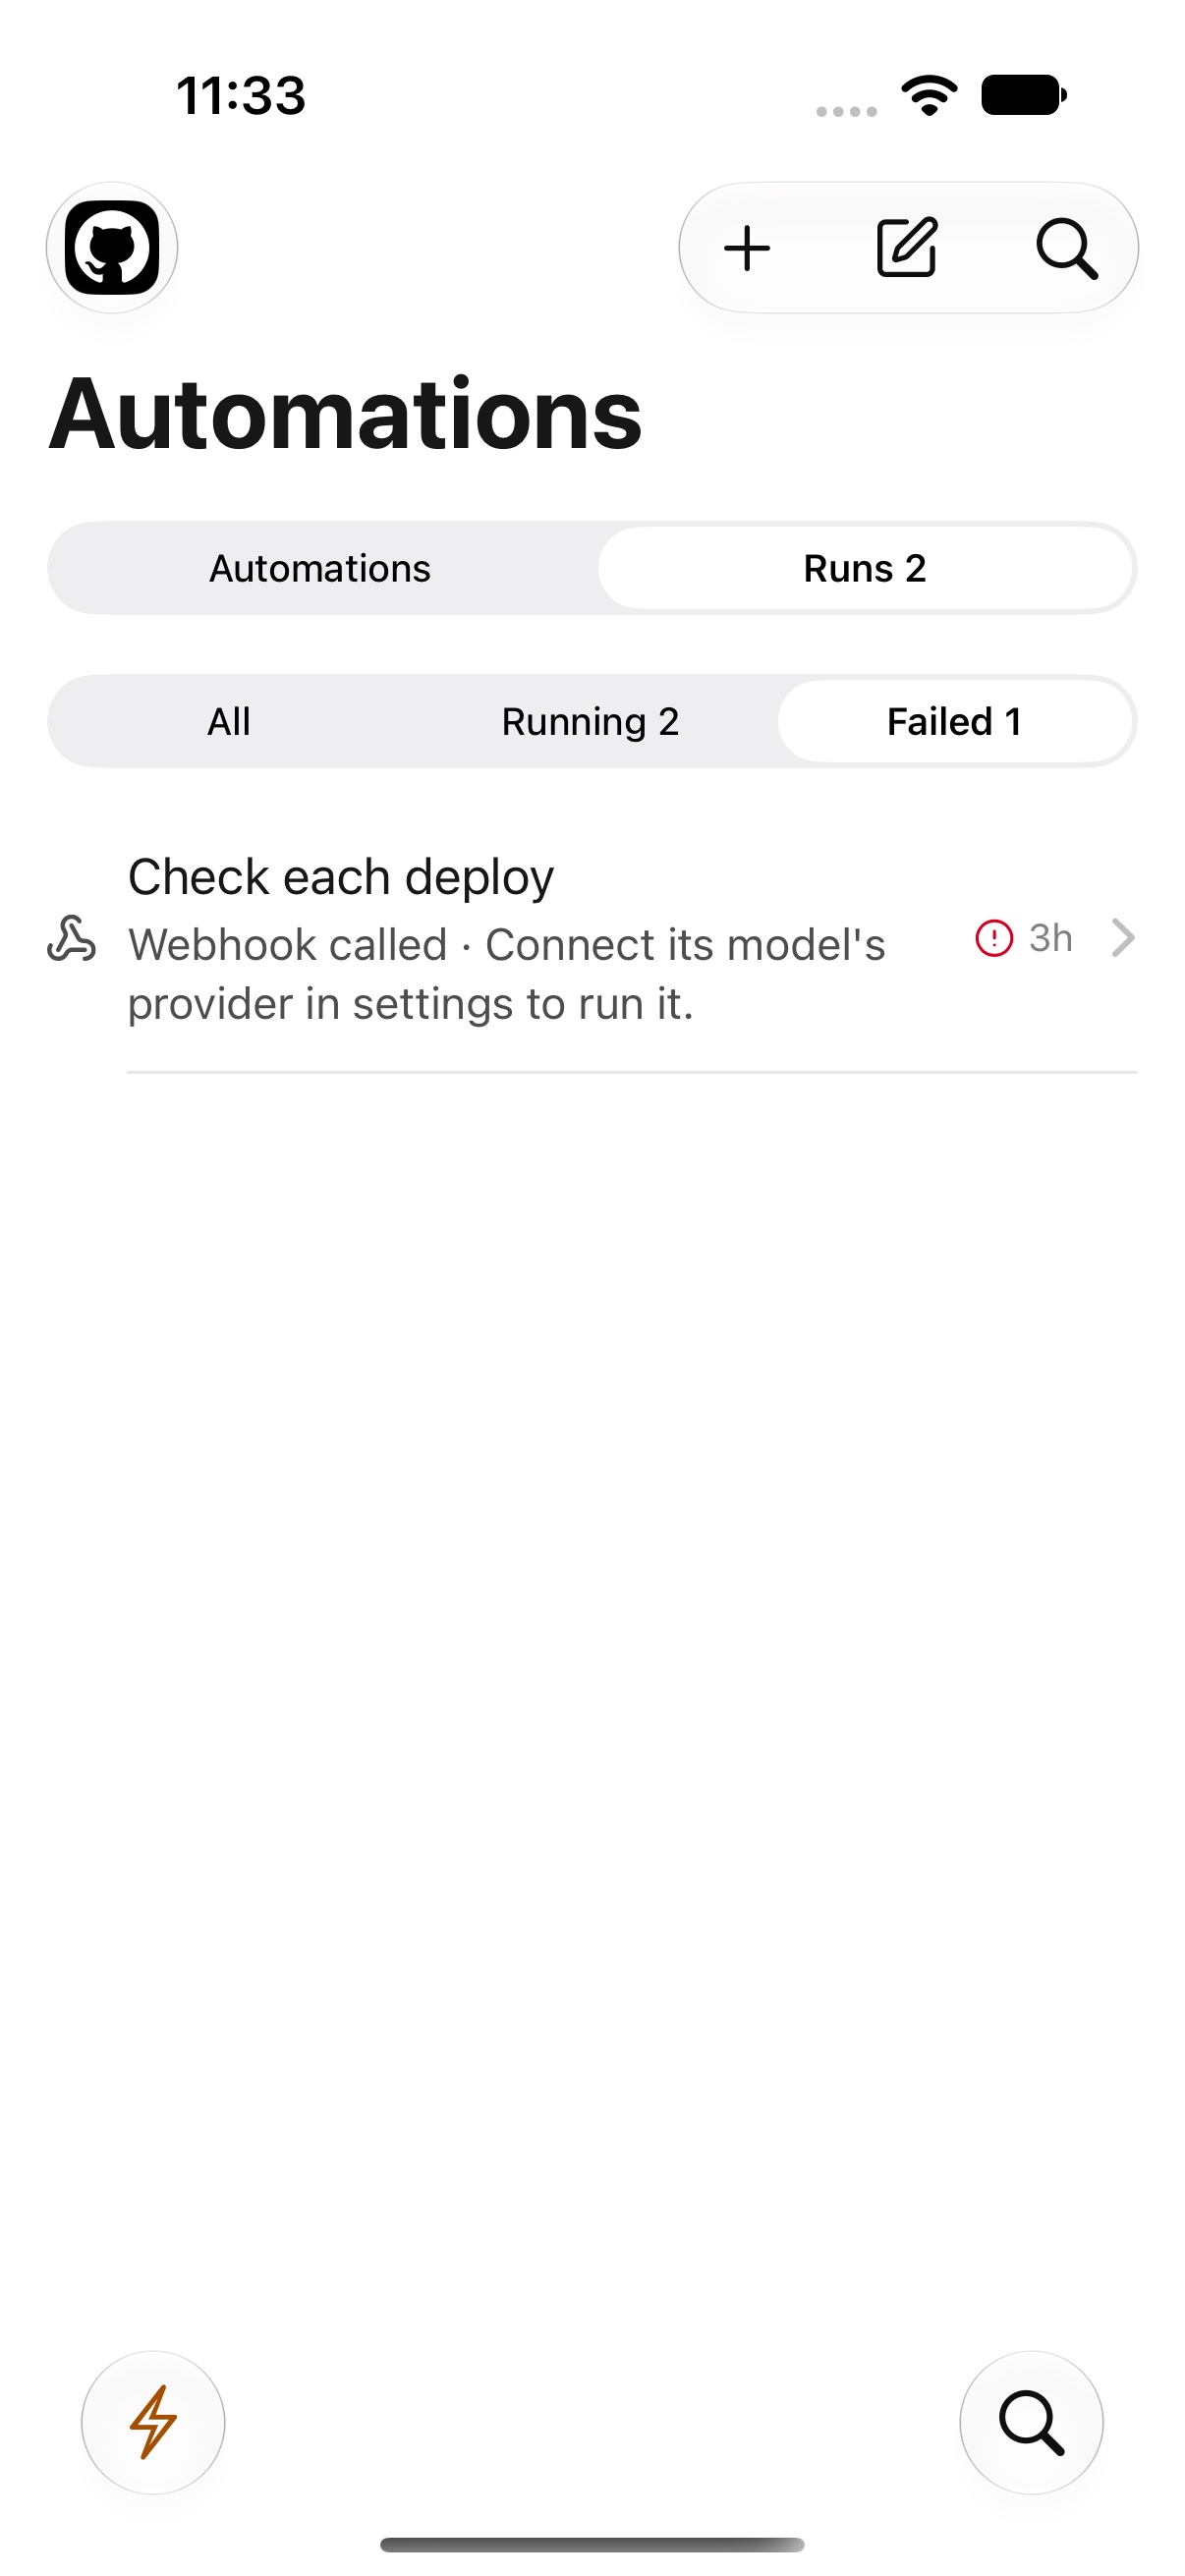 11:33
Automations
Automations
Runs 2
All
Running 2
Failed 1
Check each deploy
Webhook called · Connect its model's
provider in settings to run it.
3h